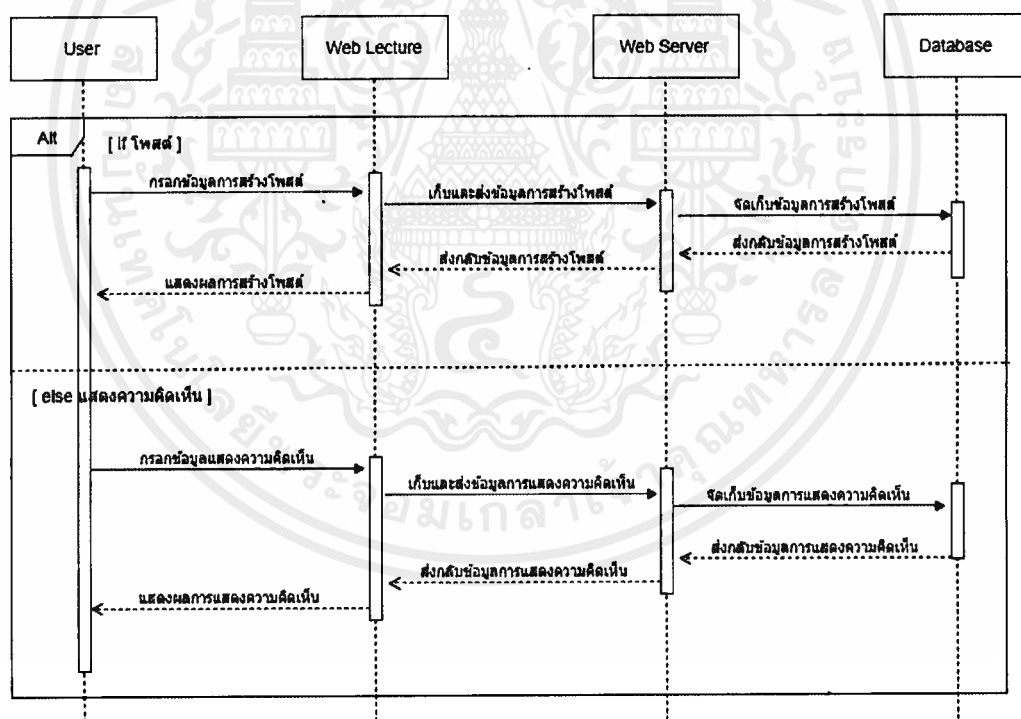 User
Web Lecture
Web Server
Database
Alt
[ If โพสต์ ]
กรอกข้อมูลการสร้างโพสต์
เก็บและส่งข้อมูลการสร้างโพสต์
จัดเก็บข้อมูลการสร้างโพสต์
ส่งกลับข้อมูลการสร้างโพสต์
ส่งกลับข้อมูลการสร้างโพสต์
แสดงผลการสร้างโพสต์
[ else แสดงความคิดเห็น ]
กรอกข้อมูลแสดงความคิดเห็น
เก็บและส่งข้อมูลการแสดงความคิดเห็น
จัดเก็บข้อมูลการแสดงความคิดเห็น
ส่งกลับข้อมูลการแสดงความคิดเห็น
ส่งกลับข้อมูลการแสดงความคิดเห็น
แสดงผลการแสดงความคิดเห็น